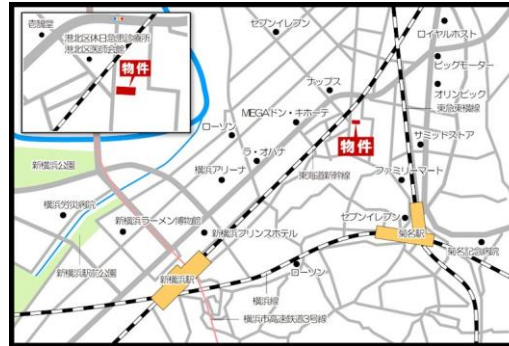 壱鵠堂
港北区休日急患診療所
港北区医師会館
物件
セブンイレブン
ロイヤルホスト
ビッグモーター
オリンピック
東急東横線
ナップス
MEGAドン・キホーテ
サミットストア
ローソン
ラ・オハナ
物件
新横浜公園
横浜アリーナ
東海道新幹線
ファミリーマート
横浜労災病院
新横浜ラーメン博物館
新横浜プリンスホテル
セブンイレブン
菊名駅
新横浜駅前公園
新横浜駅
ローソン
菊名記念病院
横浜線
横浜市高速鉄道3号線